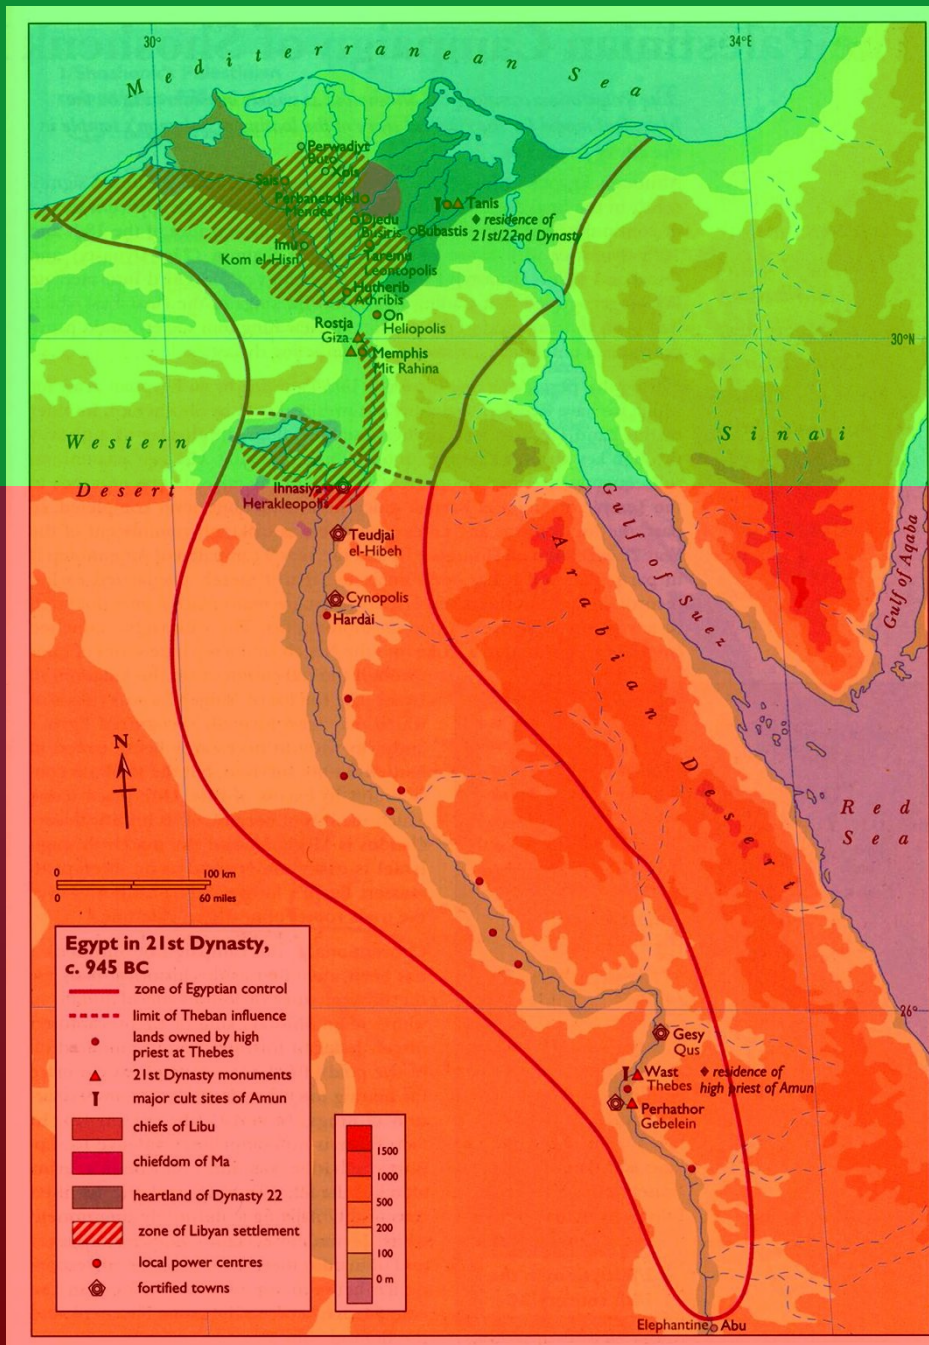 30°
34°E
Mediterranean Sea
Perwadjyt
Buto
Xois
Sais
Perbanebdjed
Mendes
Tanis
♦ residence of
21st/22nd Dynasty
Djedu
Busiris
Bubastis
Imu
Kom el-Hisn
Taremu
Leontopolis
Hutherib
Athribis
On
Heliopolis
Rostja
Giza
30°N
Memphis
Mit Rahina
Western
Desert
Sinai
Ihnasiya
Herakleopolis
Gulf of Suez
Gulf of Aqaba
Teudjai
el-Hibeh
Arabian Desert
Cynopolis
Hardai
N
Red
Sea
0 100 km
0 60 miles
Egypt in 21st Dynasty,
c. 945 BC
zone of Egyptian control
limit of Theban influence
lands owned by high
priest at Thebes
21st Dynasty monuments
major cult sites of Amun
chiefs of Libu
chiefdom of Ma
heartland of Dynasty 22
zone of Libyan settlement
local power centres
fortified towns
1500
1000
500
200
100
0 m
26°
Gesy
Qus
Wast
Thebes
♦ residence of
high priest of Amun
Perhathor
Gebelein
Elephantine
Abu